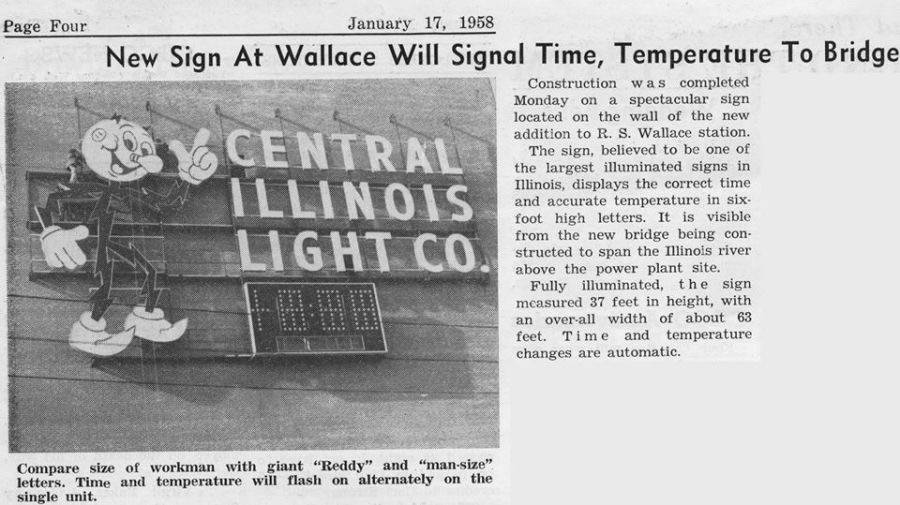 Page Four
January 17, 1958
New Sign At Wallace Will Signal Time, Temperature To Bridge
CENTRAL
ILLINOIS
LIGHT CO.
Compare size of workman with giant “Reddy” and “man-size”
letters. Time and temperature will flash on alternately on the
single unit.
Construction was completed
Monday on a spectacular sign
located on the wall of the new
addition to R. S. Wallace station.
The sign, believed to be one of
the largest illuminated signs in
Illinois, displays the correct time
and accurate temperature in six-
foot high letters. It is visible
from the new bridge being con-
structed to span the Illinois river
above the power plant site.
Fully illuminated, the sign
measured 37 feet in height, with
an over-all width of about 63
feet. Time and temperature
changes are automatic.